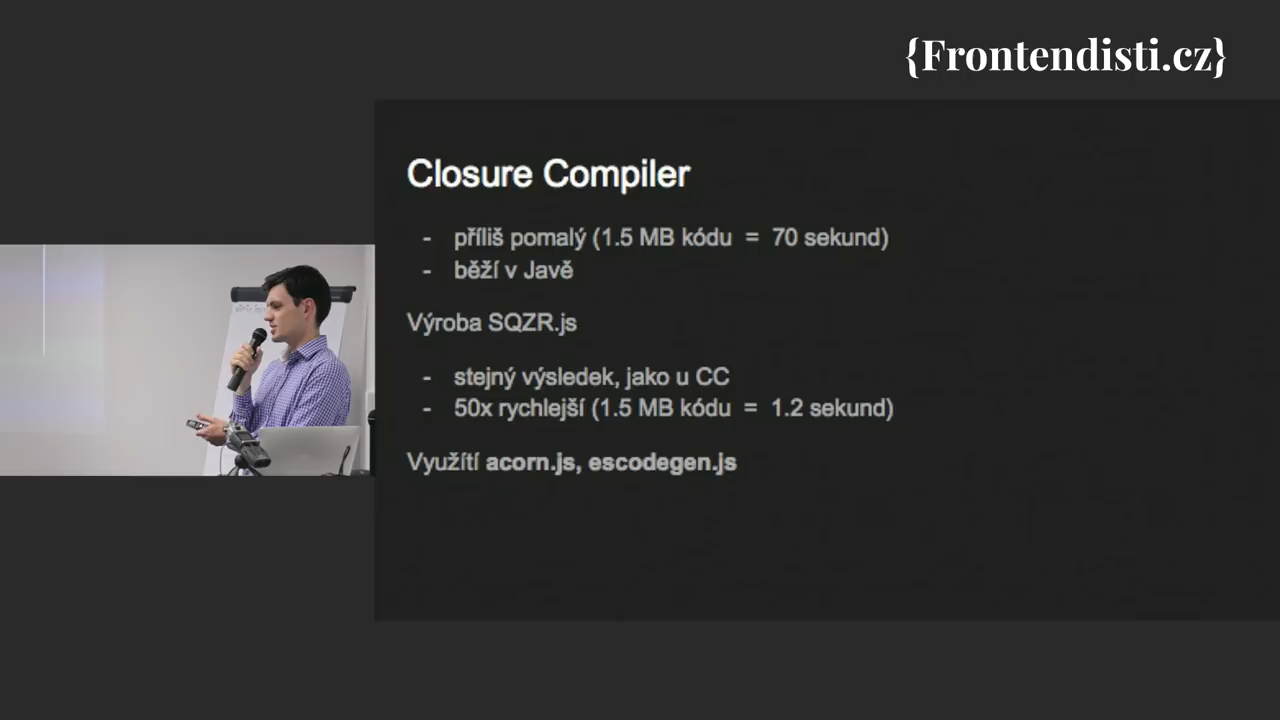 {Frontendisti.cz}
Closure Compiler
- příliš pomalý (1.5 MB kódu = 70 sekund)
- běží v Javě
Výroba SQZR.js
- stejný výsledek, jako u CC
- 50x rychlejší (1.5 MB kódu = 1.2 sekund)
Využítí acorn.js, escodegen.js